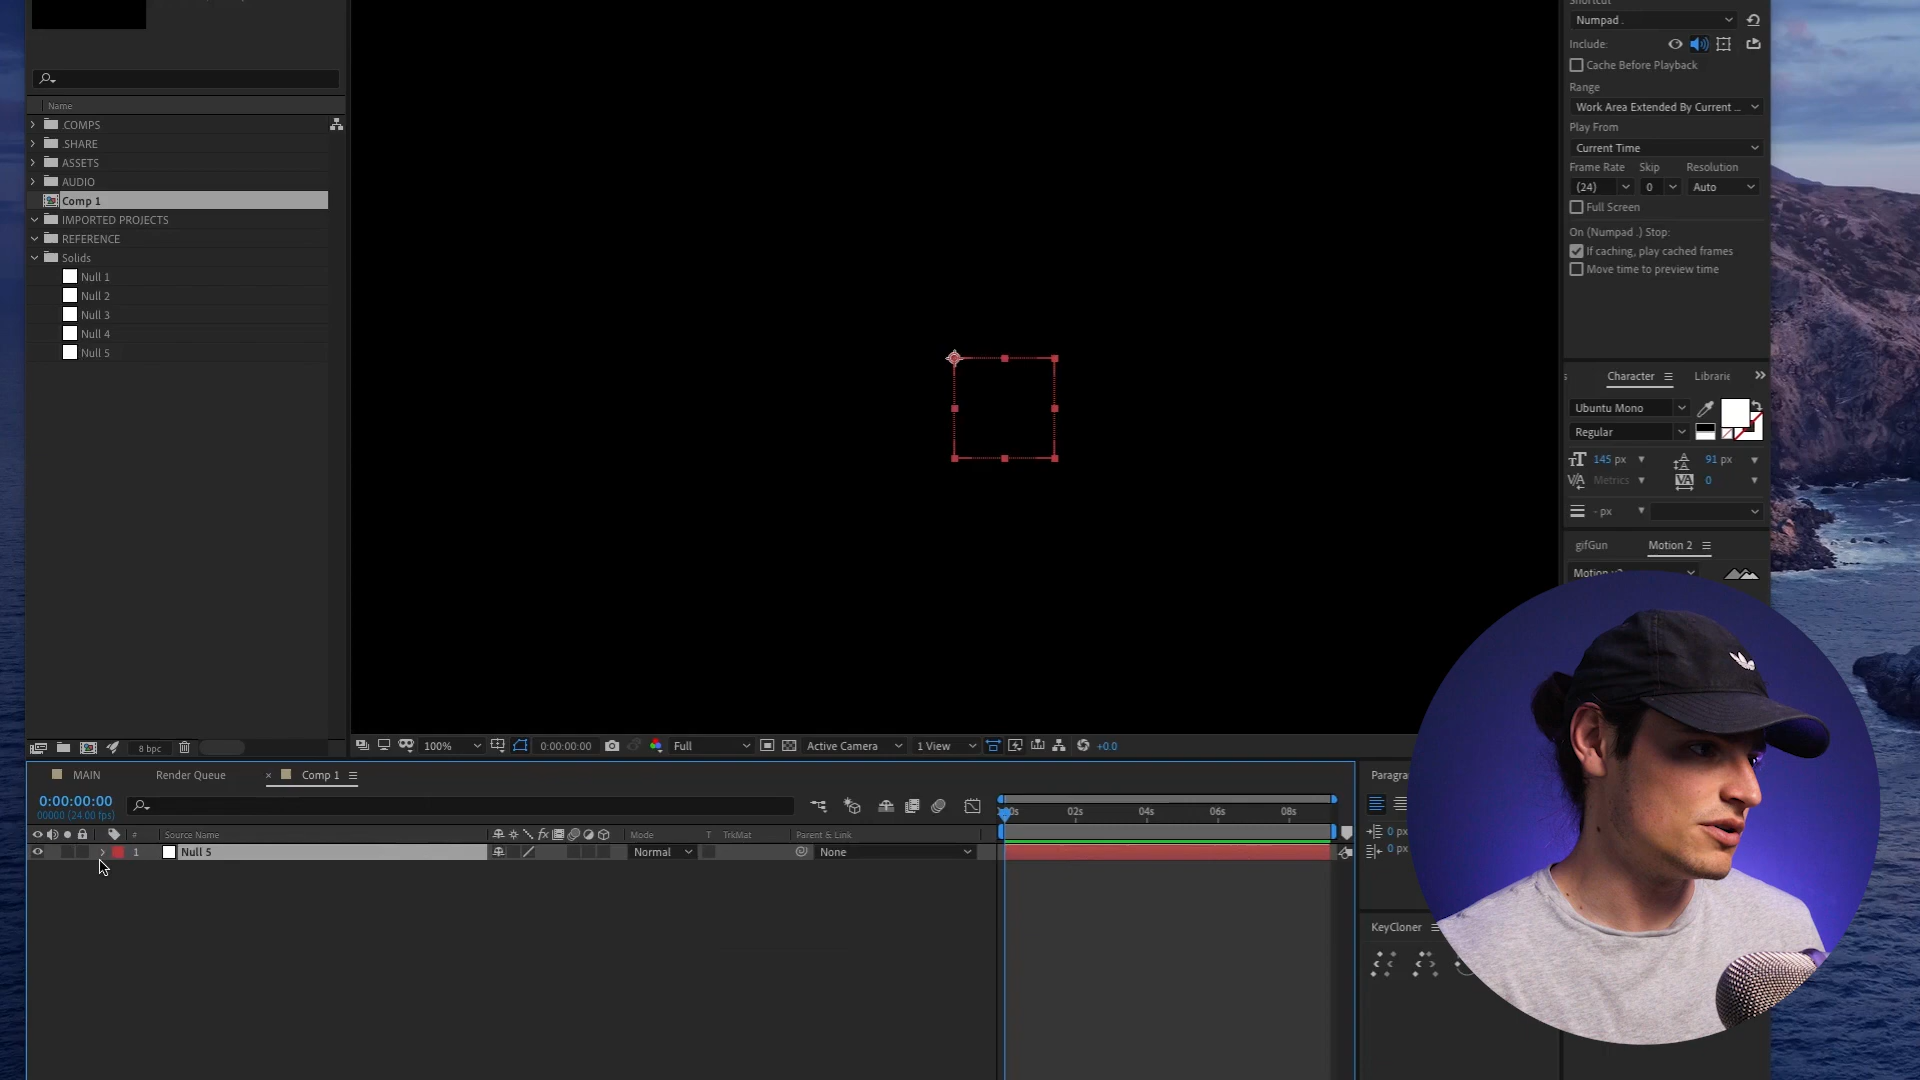 Numpad .
Include:
Cache Before Playback
Range
Work Area Extended By Current ...
Play From
Current Time
Frame Rate Skip Resolution
(24) 0 Auto
Full Screen
On (Numpad .) Stop:
If caching, play cached frames
Move time to preview time
Name
.COMPS
.SHARE
ASSETS
AUDIO
Comp 1
IMPORTED PROJECTS
REFERENCE
Solids
Null 1
Null 2
Null 3
Null 4
Null 5
Character Librarie
Ubuntu Mono
Regular
145 px 91 px
Metrics 0
- px
gifGun Motion 2
8 bpc
100% 0:00:00:00 Full Active Camera 1 View +0.0
MAIN Render Queue × Comp 1
0:00:00:00
00000 (24.00 fps)
02s 04s 06s 08s
# Source Name fx Mode T TrkMat Parent & Link
1 Null 5 Normal None
Paragra
0 px
0 px
KeyCloner